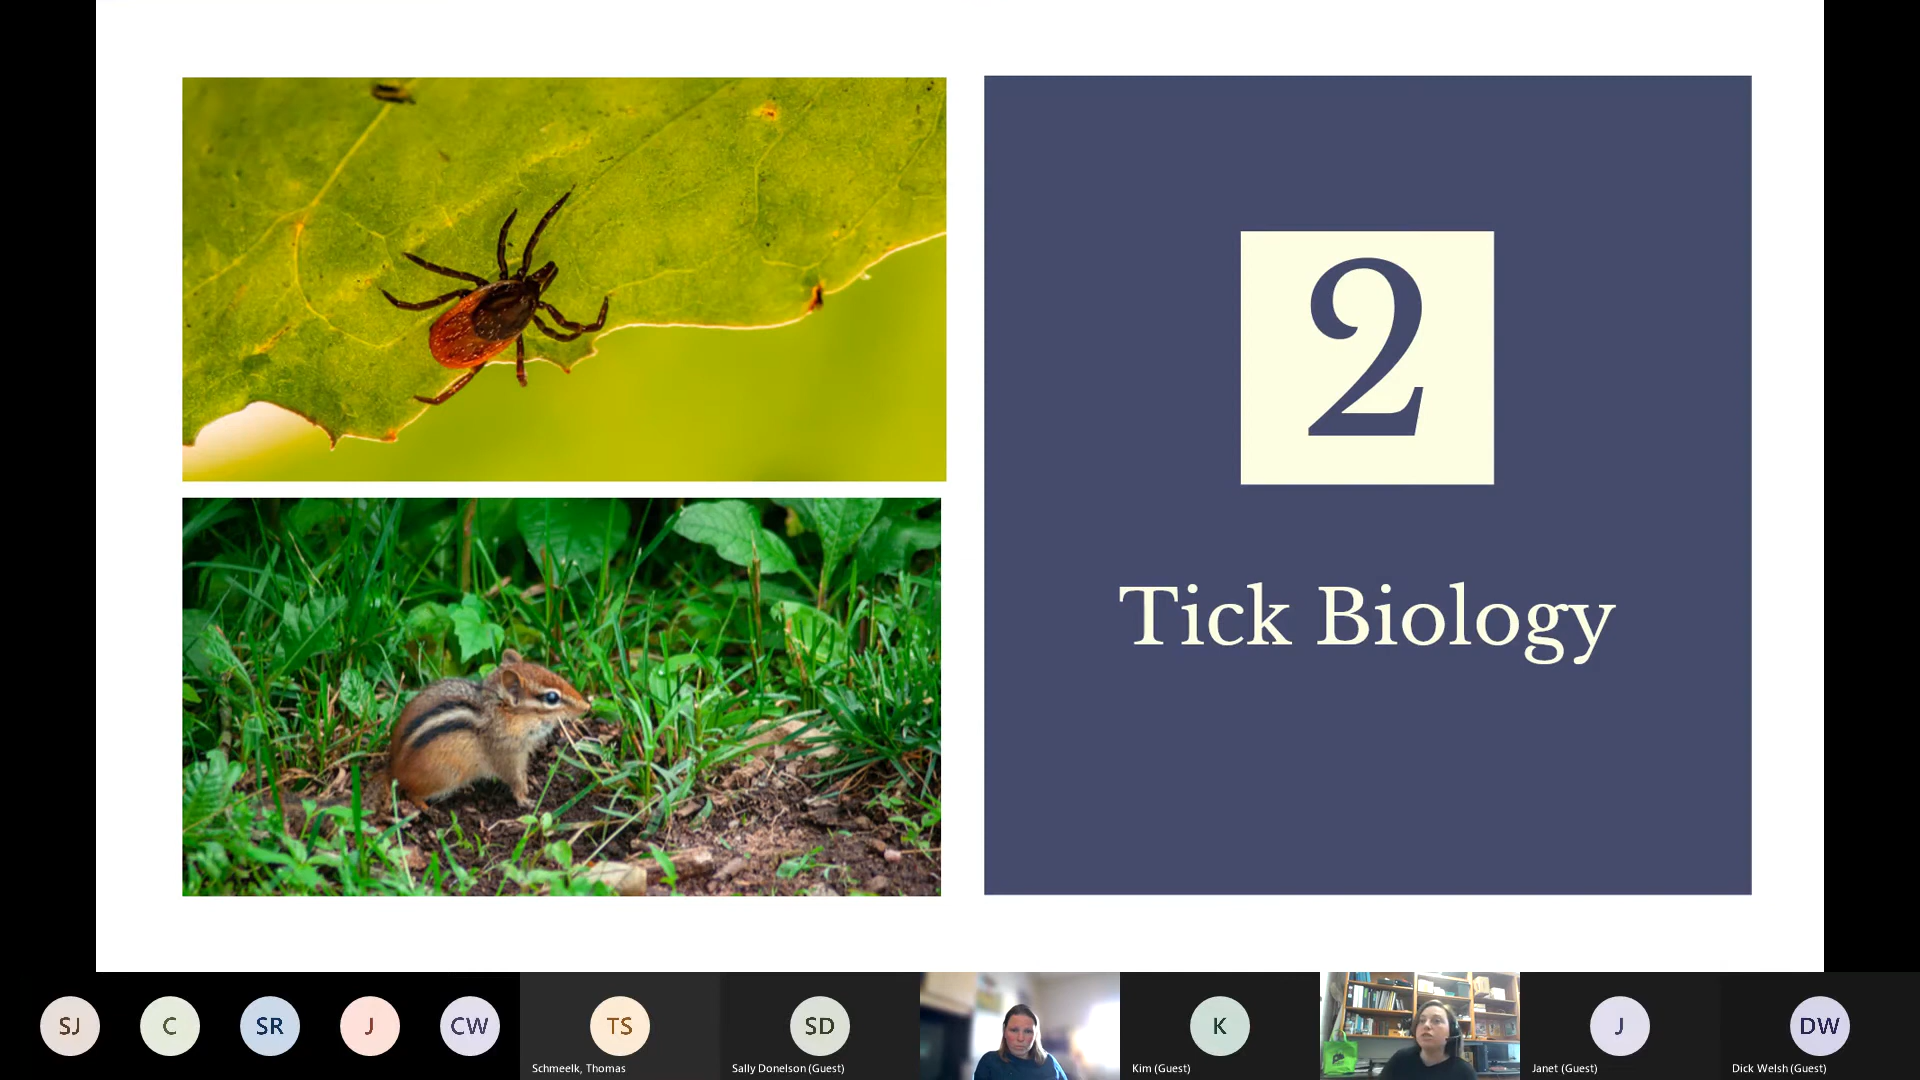 2
Tick Biology
SJ
C
SR
J
CW
TS
Schmeelk, Thomas
SD
Sally Donelson (Guest)
K
Kim (Guest)
J
Janet (Guest)
DW
Dick Welsh (Guest)